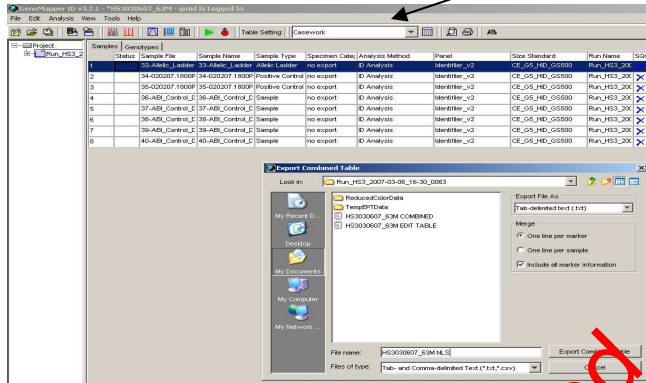 GeneMapper ID v3.2.1 - *HS3030607_63M - gmid Is Logged In
File Edit Analysis View Tools Help
Table Setting: Casework
Project
Run_HS3_2
Samples Genotypes
Status Sample File Sample Name Sample Type Specimen Categ Analysis Method Panel Size Standard Run Name SQ
1 33-Allelic_Ladder 33-Allelic_Ladder Allelic Ladder no export ID Analysis Identifiler_v2 CE_G5_HID_GS500 Run_HS3_200
2 34-020207.1800P 34-020207.1800P Positive Control no export ID Analysis Identifiler_v2 CE_G5_HID_GS500 Run_HS3_200
3 35-020207.1800P 35-020207.1800P Positive Control no export ID Analysis Identifiler_v2 CE_G5_HID_GS500 Run_HS3_200
4 36-ABI_Control_D 36-ABI_Control_D Sample no export ID Analysis Identifiler_v2 CE_G5_HID_GS500 Run_HS3_200
5 37-ABI_Control_D 37-ABI_Control_D Sample no export ID Analysis Identifiler_v2 CE_G5_HID_GS500 Run_HS3_200
6 38-ABI_Control_D 38-ABI_Control_D Sample no export ID Analysis Identifiler_v2 CE_G5_HID_GS500 Run_HS3_200
7 39-ABI_Control_D 39-ABI_Control_D Sample no export ID Analysis Identifiler_v2 CE_G5_HID_GS500 Run_HS3_200
8 40-ABI_Control_D 40-ABI_Control_D Sample no export ID Analysis Identifiler_v2 CE_G5_HID_GS500 Run_HS3_200
Export Combined Table
Look in: Run_HS3_2007-03-06_16-30_0063
ReducedColorData
TempEPTData
HS3030607_63M COMBINED
HS3030607_63M EDIT TABLE
My Recent D...
Desktop
My Documents
My Computer
My Network ...
Export File As
Tab-delimited text (.txt)
Merge
One line per marker
One line per sample
Include all marker information
File name: HS3030607_63M NLS
Export Combined Table
Files of type: Tab- and Comma-delimited Text (*.txt,*.csv)
Cancel